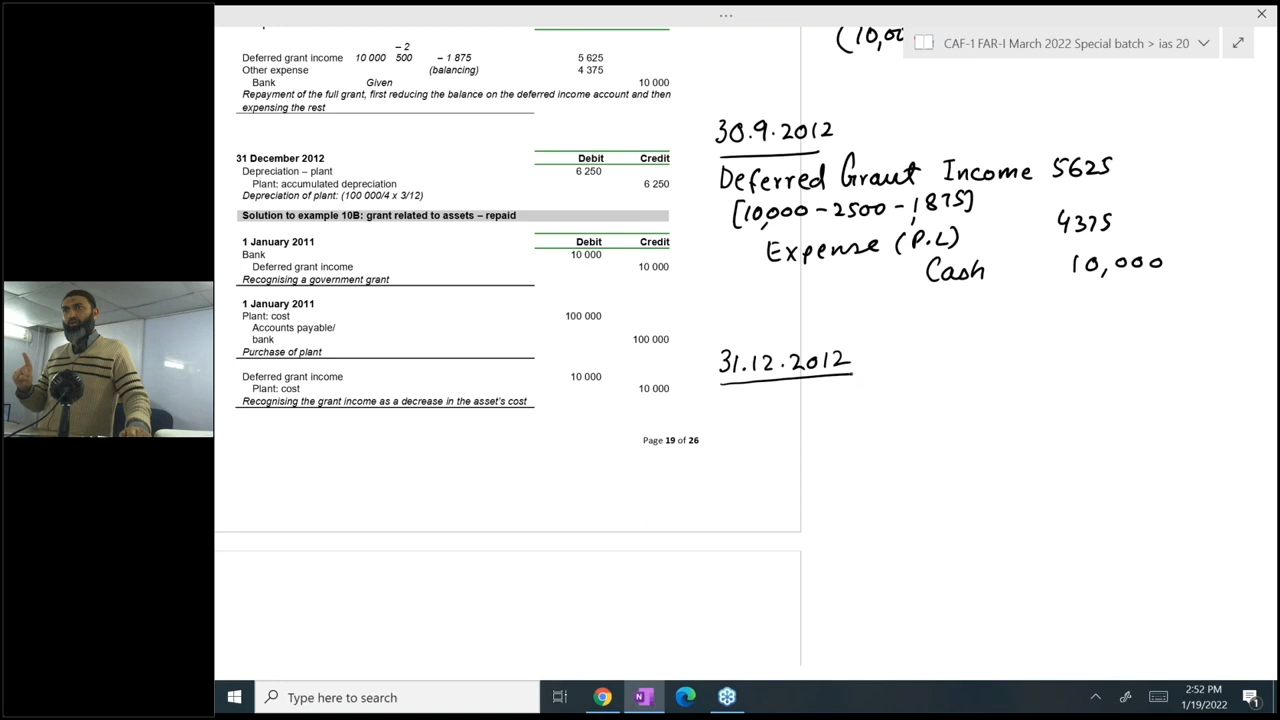 (10,00
CAF-1 FAR-I March 2022 Special batch > ias 20
– 2
Deferred grant income 10 000 500 – 1 875 5 625
Other expense (balancing) 4 375
Bank Given 10 000
Repayment of the full grant, first reducing the balance on the deferred income account and then
expensing the rest
31 December 2012 Debit Credit
Depreciation – plant 6 250
Plant: accumulated depreciation 6 250
Depreciation of plant: (100 000/4 x 3/12)
Solution to example 10B: grant related to assets – repaid
1 January 2011 Debit Credit
Bank 10 000
Deferred grant income 10 000
Recognising a government grant
1 January 2011
Plant: cost 100 000
Accounts payable/
bank 100 000
Purchase of plant
Deferred grant income 10 000
Plant: cost 10 000
Recognising the grant income as a decrease in the asset's cost
Page 19 of 26
30.9.2012
Deferred Graut Income 5625
[10,000 – 2500 – 1,875]
Expense (P.L) 4375
Cash 10,000
31.12.2012
Type here to search
2:52 PM
1/19/2022
1